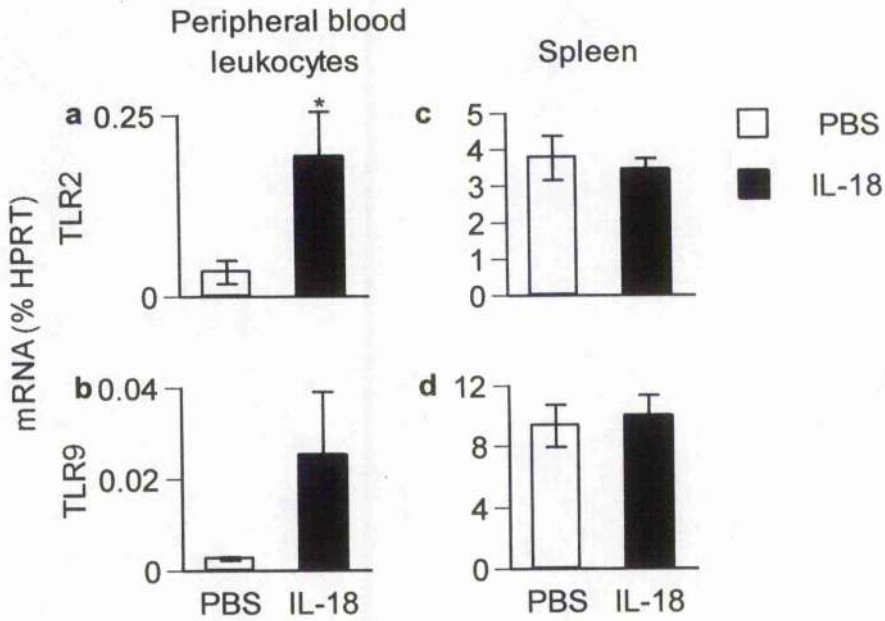 Peripheral blood
leukocytes
Spleen
mRNA (% HPRT)
TLR2
a
0.25
0
*
c
5
4
3
2
1
0
PBS
IL-18
TLR9
b
0.04
0.02
0
PBS
IL-18
d
12
8
4
0
PBS
IL-18